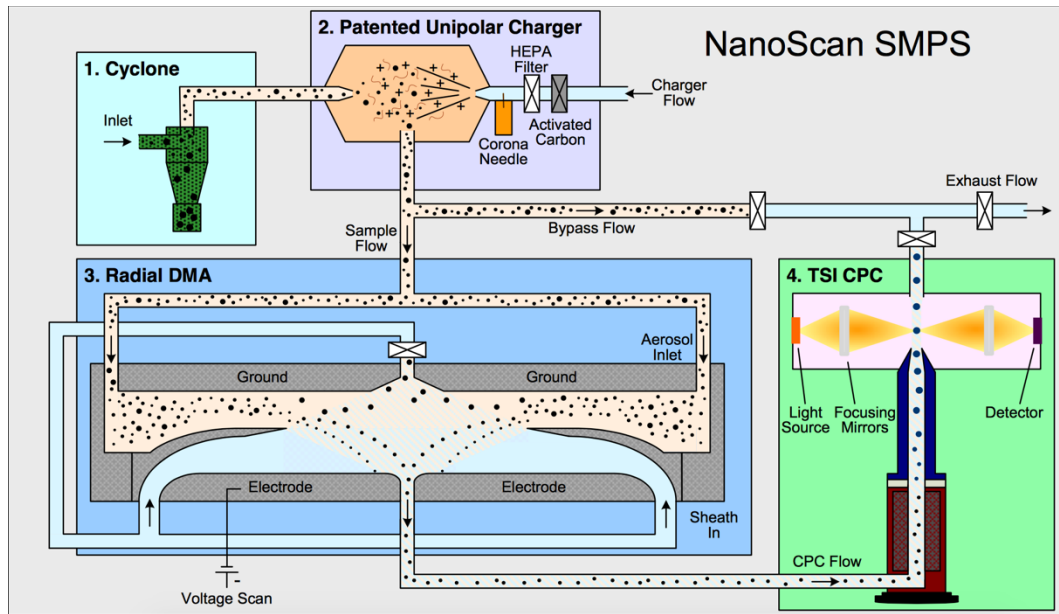 NanoScan SMPS
1. Cyclone
Inlet
2. Patented Unipolar Charger
HEPA
Filter
Charger
Flow
Activated
Carbon
Corona
Needle
Sample
Flow
Bypass Flow
Exhaust Flow
3. Radial DMA
Aerosol
Inlet
Ground
Ground
Electrode
Electrode
Sheath
In
Voltage Scan
4. TSI CPC
Light
Source
Focusing
Mirrors
Detector
CPC Flow